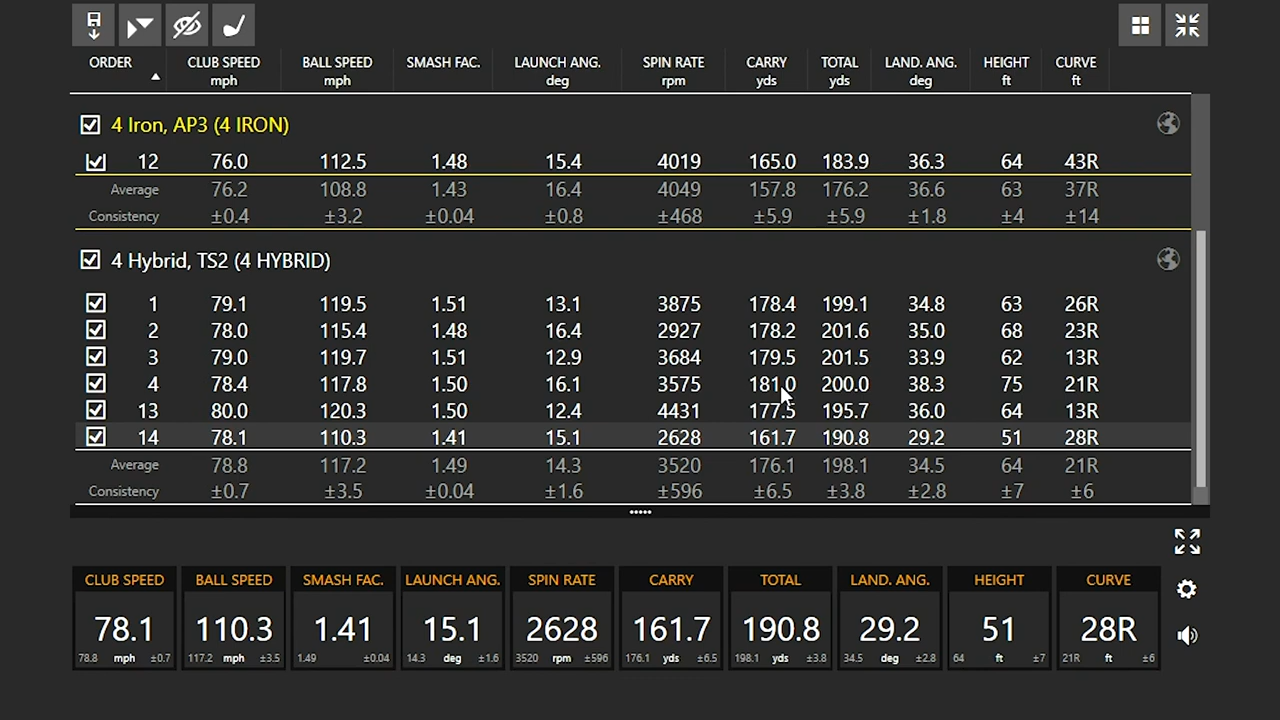 ORDER CLUB SPEED BALL SPEED SMASH FAC. LAUNCH ANG. SPIN RATE CARRY TOTAL LAND. ANG. HEIGHT CURVE
mph mph deg rpm yds yds deg ft ft
4 Iron, AP3 (4 IRON)
12 76.0 112.5 1.48 15.4 4019 165.0 183.9 36.3 64 43R
Average 76.2 108.8 1.43 16.4 4049 157.8 176.2 36.6 63 37R
Consistency ±0.4 ±3.2 ±0.04 ±0.8 ±468 ±5.9 ±5.9 ±1.8 ±4 ±14
4 Hybrid, TS2 (4 HYBRID)
1 79.1 119.5 1.51 13.1 3875 178.4 199.1 34.8 63 26R
2 78.0 115.4 1.48 16.4 2927 178.2 201.6 35.0 68 23R
3 79.0 119.7 1.51 12.9 3684 179.5 201.5 33.9 62 13R
4 78.4 117.8 1.50 16.1 3575 181.0 200.0 38.3 75 21R
13 80.0 120.3 1.50 12.4 4431 177.5 195.7 36.0 64 13R
14 78.1 110.3 1.41 15.1 2628 161.7 190.8 29.2 51 28R
Average 78.8 117.2 1.49 14.3 3520 176.1 198.1 34.5 64 21R
Consistency ±0.7 ±3.5 ±0.04 ±1.6 ±596 ±6.5 ±3.8 ±2.8 ±7 ±6
CLUB SPEED BALL SPEED SMASH FAC. LAUNCH ANG. SPIN RATE CARRY TOTAL LAND. ANG. HEIGHT CURVE
78.1 110.3 1.41 15.1 2628 161.7 190.8 29.2 51 28R
78.8 mph ±0.7 117.2 mph ±3.5 1.49 ±0.04 14.3 deg ±1.6 3520 rpm ±596 176.1 yds ±6.5 198.1 yds ±3.8 34.5 deg ±2.8 64 ft ±7 21R ft ±6